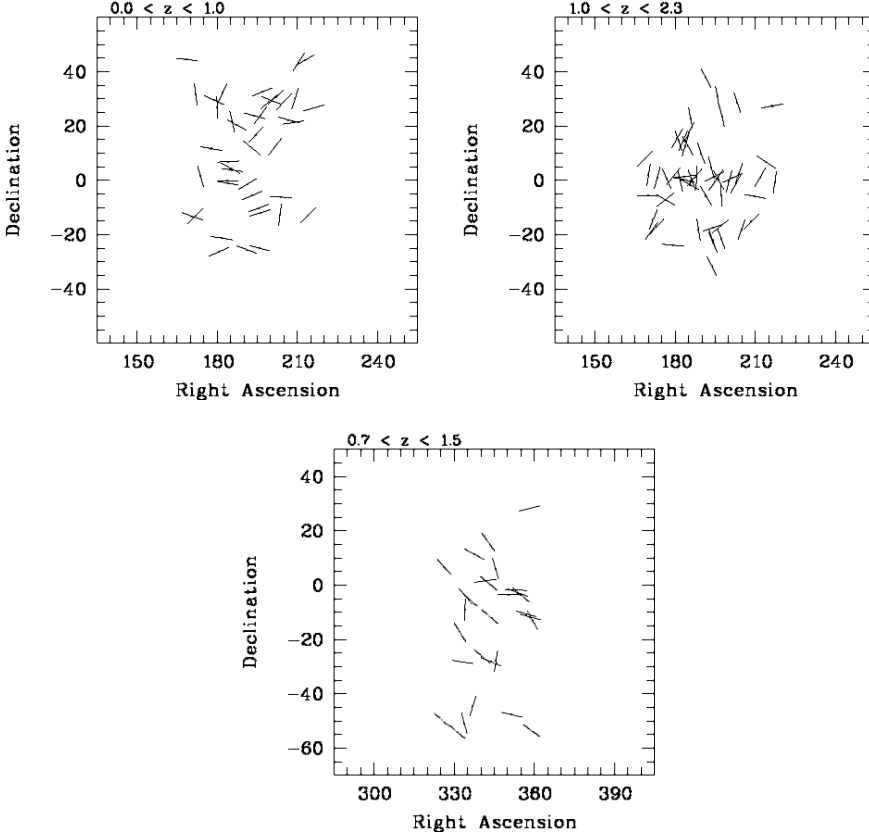 0.0 < z < 1.0
40
20
0
−20
−40
Declination
150 180 210 240
Right Ascension
1.0 < z < 2.3
40
20
0
−20
−40
Declination
150 180 210 240
Right Ascension
0.7 < z < 1.5
40
20
0
−20
−40
−60
Declination
300 330 360 390
Right Ascension